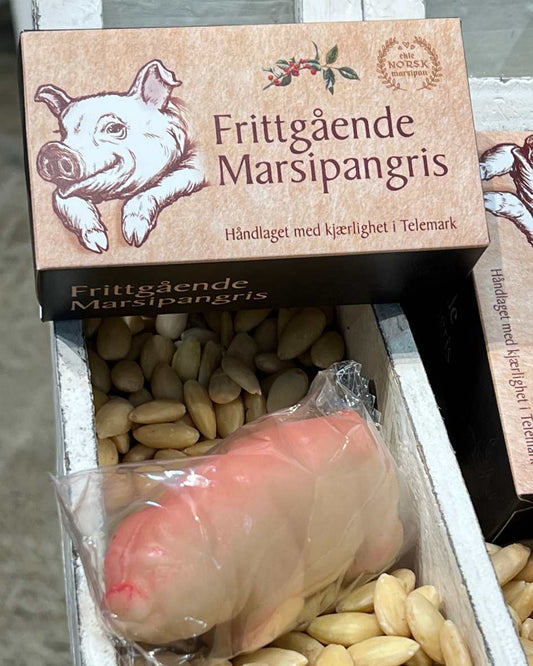 ekte
NORSK
marsipan
Frittgående
Marsipangris
Håndlaget med kjærlighet i Telemark
Frittgående
Marsipangris
Håndlaget med kjærlighet i Telemark